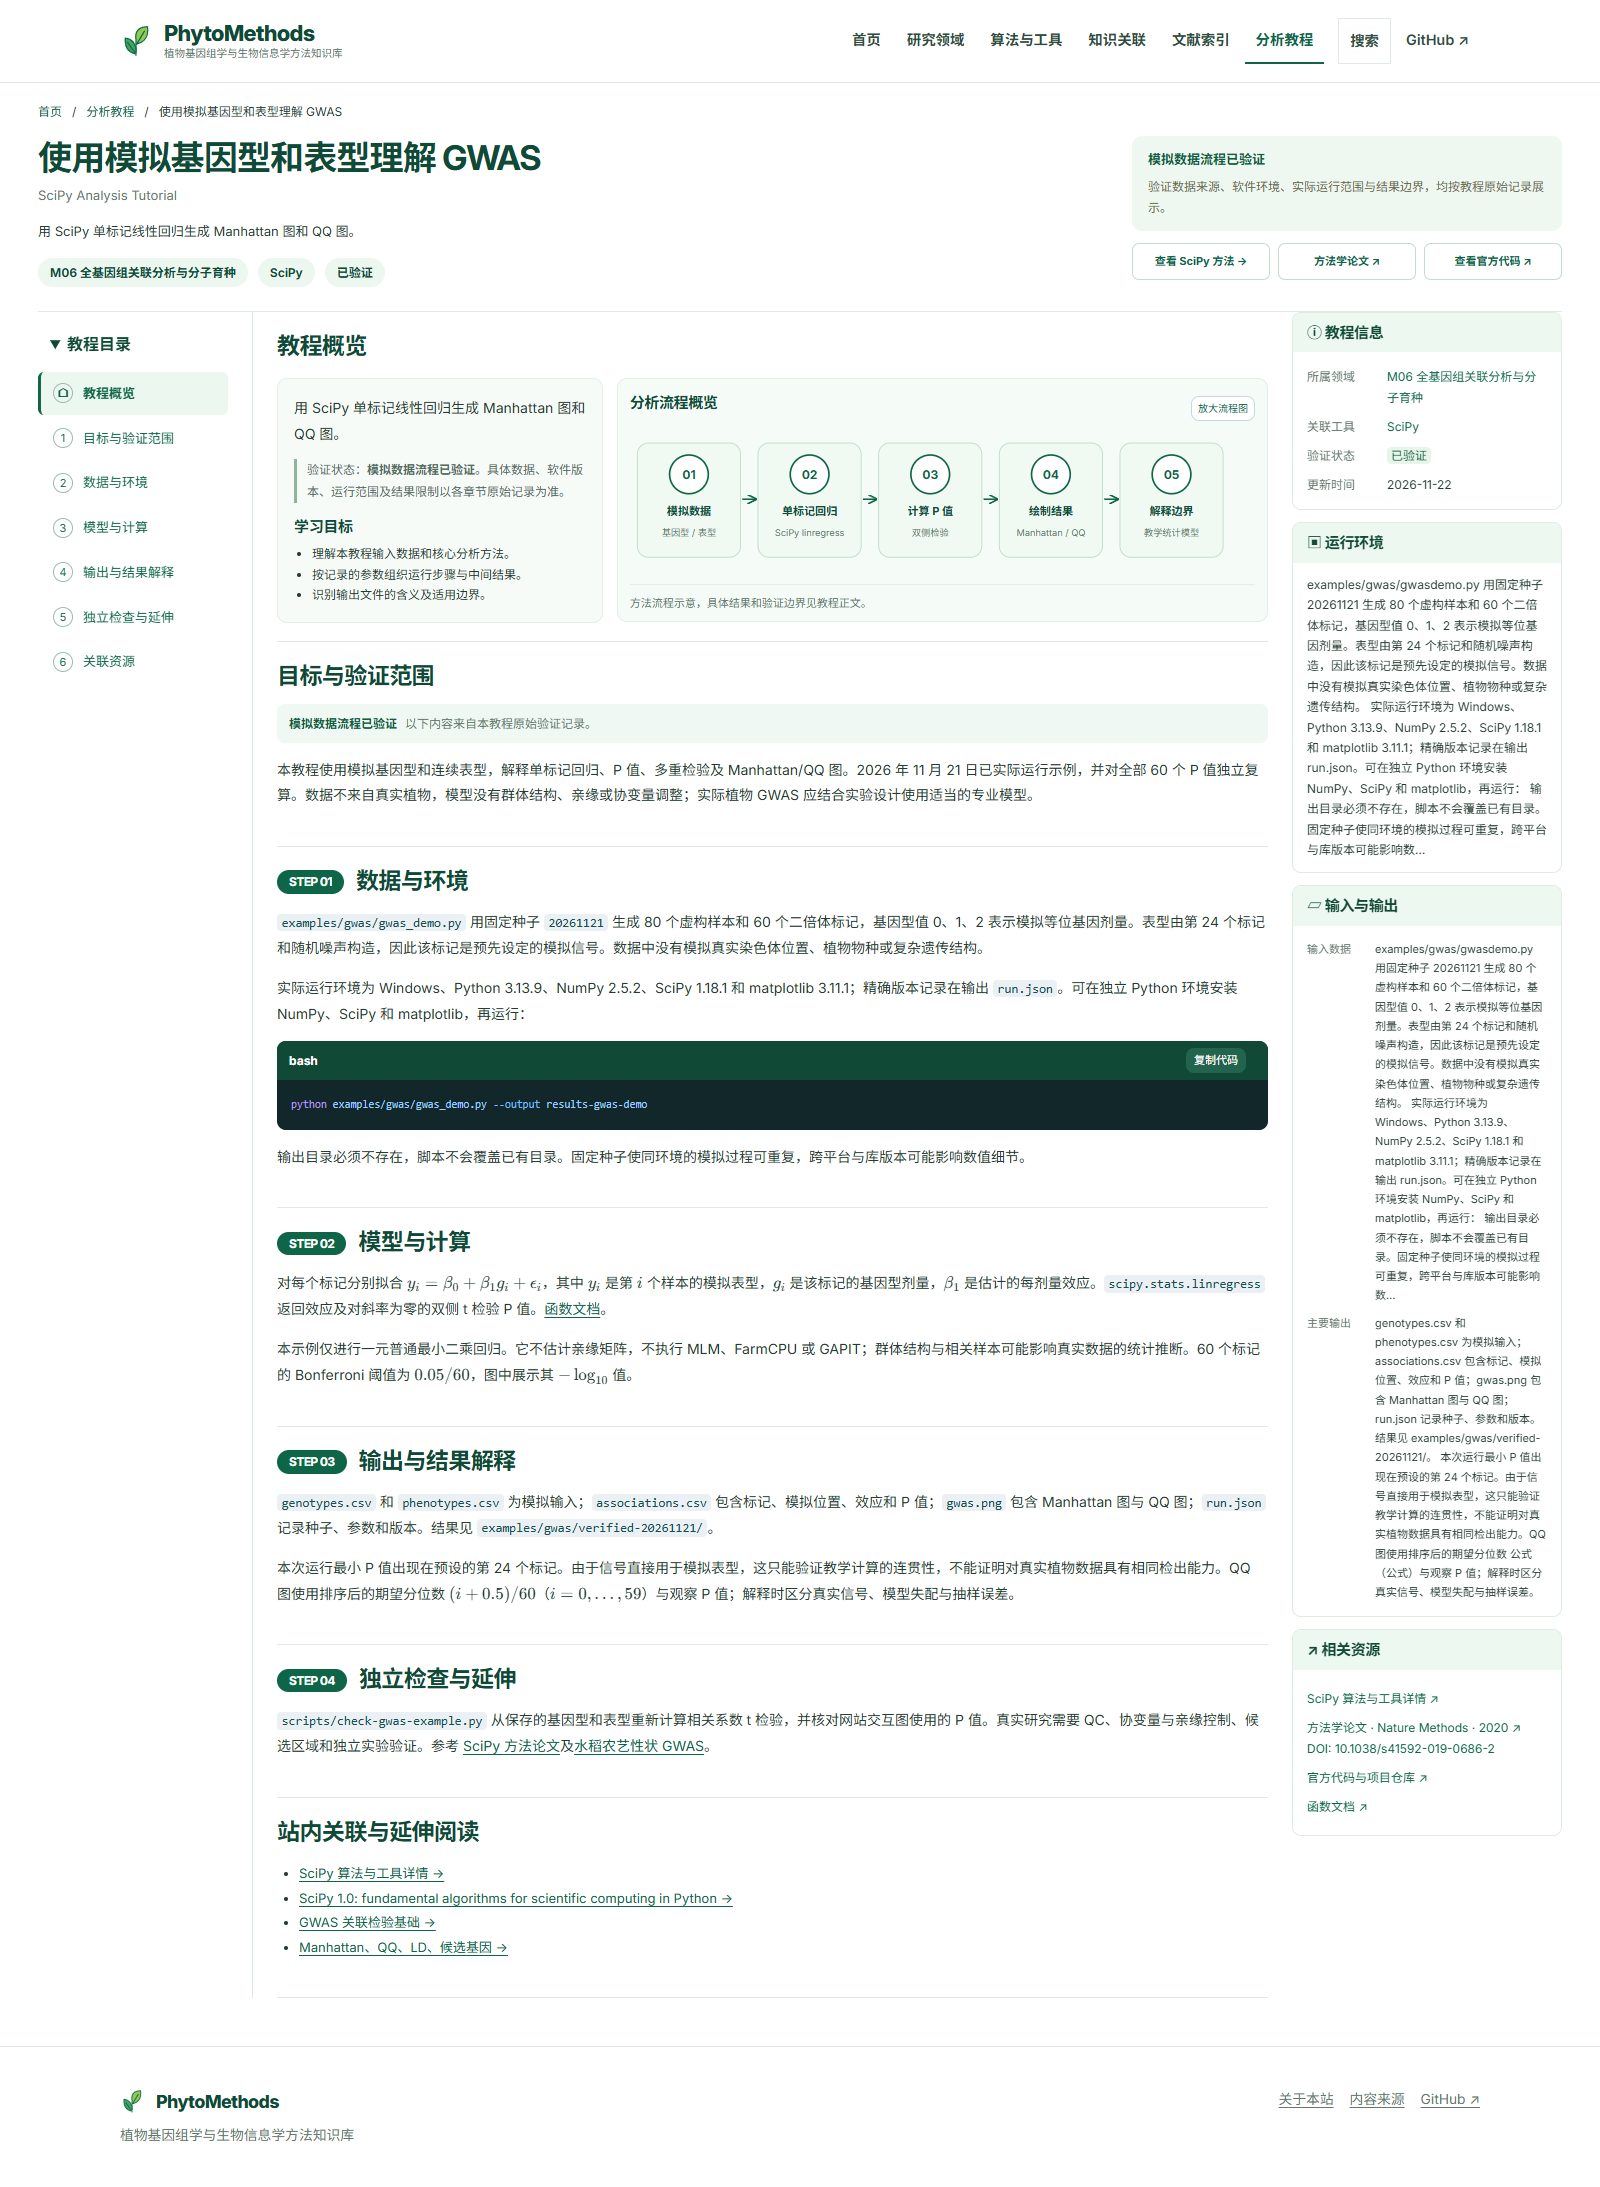 PhytoMethods
植物基因组学与生物信息学方法知识库
首页 研究领域 算法与工具 知识关联 文献索引 分析教程 搜索 GitHub ↗
首页 / 分析教程 / 使用模拟基因型和表型理解 GWAS
使用模拟基因型和表型理解 GWAS
SciPy Analysis Tutorial
用 SciPy 单标记线性回归生成 Manhattan 图和 QQ 图。
M06 全基因组关联分析与分子育种 SciPy 已验证
模拟数据流程已验证
验证数据来源、软件环境、实际运行范围与结果边界，均按教程原始记录展
示。
查看 SciPy 方法 → 方法学论文 ↗ 查看官方代码 ↗
▼ 教程目录
教程概览
1 目标与验证范围
2 数据与环境
3 模型与计算
4 输出与结果解释
5 独立检查与延伸
6 关联资源
教程概览
用 SciPy 单标记线性回归生成 Manhattan 图和
QQ 图。
验证状态：模拟数据流程已验证。具体数据、软件版
本、运行范围及结果限制以各章节原始记录为准。
学习目标
• 理解本教程输入数据和核心分析方法。
• 按记录的参数组织运行步骤与中间结果。
• 识别输出文件的含义及适用边界。
分析流程概览
放大流程图
01 02 03 04 05
模拟数据 单标记回归 计算 P 值 绘制结果 解释边界
基因型 / 表型 SciPy linregress 双侧检验 Manhattan / QQ 教学统计模型
方法流程示意，具体结果和验证边界见教程正文。
目标与验证范围
模拟数据流程已验证 以下内容来自本教程原始验证记录。
本教程使用模拟基因型和连续表型，解释单标记回归、P 值、多重检验及 Manhattan/QQ 图。2026 年 11 月 21 日已实际运行示例，并对全部 60 个 P 值独立复
算。数据不来自真实植物，模型没有群体结构、亲缘或协变量调整；实际植物 GWAS 应结合实验设计使用适当的专业模型。
STEP 01 数据与环境
examples/gwas/gwas_demo.py 用固定种子 20261121 生成 80 个虚构样本和 60 个二倍体标记，基因型值 0、1、2 表示模拟等位基因剂量。表型由第 24 个标记
和随机噪声构造，因此该标记是预先设定的模拟信号。数据中没有模拟真实染色体位置、植物物种或复杂遗传结构。
实际运行环境为 Windows、Python 3.13.9、NumPy 2.5.2、SciPy 1.18.1 和 matplotlib 3.11.1；精确版本记录在输出 run.json。可在独立 Python 环境安装
NumPy、SciPy 和 matplotlib，再运行：
bash 复制代码
python examples/gwas/gwas_demo.py --output results-gwas-demo
输出目录必须不存在，脚本不会覆盖已有目录。固定种子使同环境的模拟过程可重复，跨平台与库版本可能影响数值细节。
STEP 02 模型与计算
对每个标记分别拟合 yᵢ = β₀ + β₁gᵢ + ϵᵢ，其中 yᵢ 是第 i 个样本的模拟表型，gᵢ 是该标记的基因型剂量，β₁ 是估计的每剂量效应。scipy.stats.linregress
返回效应及对斜率为零的双侧 t 检验 P 值。函数文档。
本示例仅进行一元普通最小二乘回归。它不估计亲缘矩阵，不执行 MLM、FarmCPU 或 GAPIT；群体结构与相关样本可能影响真实数据的统计推断。60 个标记
的 Bonferroni 阈值为 0.05/60，图中展示其 − log₁₀ 值。
STEP 03 输出与结果解释
genotypes.csv 和 phenotypes.csv 为模拟输入；associations.csv 包含标记、模拟位置、效应和 P 值；gwas.png 包含 Manhattan 图与 QQ 图；run.json
记录种子、参数和版本。结果见 examples/gwas/verified-20261121/。
本次运行最小 P 值出现在预设的第 24 个标记。由于信号直接用于模拟表型，这只能验证教学计算的连贯性，不能证明对真实植物数据具有相同检出能力。QQ
图使用排序后的期望分位数 (i + 0.5)/60（i = 0, . . . , 59）与观察 P 值；解释时区分真实信号、模型失配与抽样误差。
STEP 04 独立检查与延伸
scripts/check-gwas-example.py 从保存的基因型和表型重新计算相关系数 t 检验，并核对网站交互图使用的 P 值。真实研究需要 QC、协变量与亲缘控制、候
选区域和独立实验验证。参考 SciPy 方法论文及水稻农艺性状 GWAS。
站内关联与延伸阅读
• SciPy 算法与工具详情 →
• SciPy 1.0: fundamental algorithms for scientific computing in Python →
• GWAS 关联检验基础 →
• Manhattan、QQ、LD、候选基因 →
ⓘ 教程信息
所属领域 M06 全基因组关联分析与分
子育种
关联工具 SciPy
验证状态 已验证
更新时间 2026-11-22
▣ 运行环境
examples/gwas/gwasdemo.py 用固定种子
20261121 生成 80 个虚构样本和 60 个二倍
体标记，基因型值 0、1、2 表示模拟等位基
因剂量。表型由第 24 个标记和随机噪声构
造，因此该标记是预先设定的模拟信号。数据
中没有模拟真实染色体位置、植物物种或复杂
遗传结构。 实际运行环境为 Windows、
Python 3.13.9、NumPy 2.5.2、SciPy 1.18.1
和 matplotlib 3.11.1；精确版本记录在输出
run.json。可在独立 Python 环境安装
NumPy、SciPy 和 matplotlib，再运行： 输
出目录必须不存在，脚本不会覆盖已有目录。
固定种子使同环境的模拟过程可重复，跨平台
与库版本可能影响数…
▱ 输入与输出
输入数据 examples/gwas/gwasdemo.py
用固定种子 20261121 生成 80 个
虚构样本和 60 个二倍体标记，基
因型值 0、1、2 表示模拟等位基因
剂量。表型由第 24 个标记和随机
噪声构造，因此该标记是预先设定
的模拟信号。数据中没有模拟真实
染色体位置、植物物种或复杂遗传
结构。 实际运行环境为
Windows、Python 3.13.9、
NumPy 2.5.2、SciPy 1.18.1 和
matplotlib 3.11.1；精确版本记录在
输出 run.json。可在独立 Python
环境安装 NumPy、SciPy 和
matplotlib，再运行： 输出目录必
须不存在，脚本不会覆盖已有目
录。固定种子使同环境的模拟过程
可重复，跨平台与库版本可能影响
数…
主要输出 genotypes.csv 和
phenotypes.csv 为模拟输入；
associations.csv 包含标记、模拟
位置、效应和 P 值；gwas.png 包
含 Manhattan 图与 QQ 图；
run.json 记录种子、参数和版本。
结果见 examples/gwas/verified-
20261121/。 本次运行最小 P 值出
现在预设的第 24 个标记。由于信
号直接用于模拟表型，这只能验证
教学计算的连贯性，不能证明对真
实植物数据具有相同检出能力。QQ
图使用排序后的期望分位数 公式
（公式）与观察 P 值；解释时区分
真实信号、模型失配与抽样误差。
↗ 相关资源
SciPy 算法与工具详情 ↗
方法学论文 · Nature Methods · 2020 ↗
DOI: 10.1038/s41592-019-0686-2
官方代码与项目仓库 ↗
函数文档 ↗
PhytoMethods
植物基因组学与生物信息学方法知识库
关于本站 内容来源 GitHub ↗